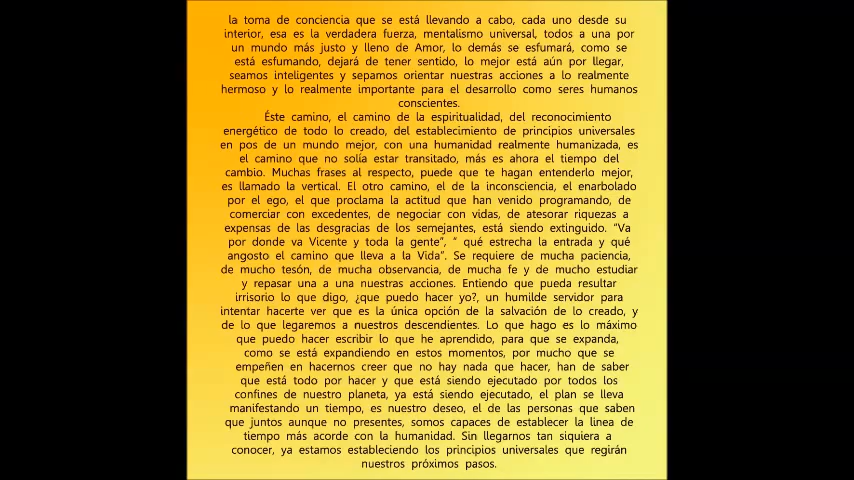 la toma de conciencia que se está llevando a cabo, cada uno desde su
interior, esa es la verdadera fuerza, mentalismo universal, todos a una por
un mundo más justo y lleno de Amor, lo demás se esfumará, como se
está esfumando, dejará de tener sentido, lo mejor está aún por llegar,
seamos inteligentes y sepamos orientar nuestras acciones a lo realmente
hermoso y lo realmente importante para el desarrollo como seres humanos
conscientes.
Éste camino, el camino de la espiritualidad, del reconocimiento
energético de todo lo creado, del establecimiento de principios universales
en pos de un mundo mejor, con una humanidad realmente humanizada, es
el camino que no solía estar transitado, más es ahora el tiempo del
cambio. Muchas frases al respecto, puede que te hagan entenderlo mejor,
es llamado la vertical. El otro camino, el de la inconsciencia, el enarbolado
por el ego, el que proclama la actitud que han venido programando, de
comerciar con excedentes, de negociar con vidas, de atesorar riquezas a
expensas de las desgracias de los semejantes, está siendo extinguido. "Va
por donde va Vicente y toda la gente", " qué estrecha la entrada y qué
angosto el camino que lleva a la Vida". Se requiere de mucha paciencia,
de mucho tesón, de mucha observancia, de mucha fe y de mucho estudiar
y repasar una a una nuestras acciones. Entiendo que pueda resultar
irrisorio lo que digo, ¿que puedo hacer yo?, un humilde servidor para
intentar hacerte ver que es la única opción de la salvación de lo creado, y
de lo que legaremos a nuestros descendientes. Lo que hago es lo máximo
que puedo hacer escribir lo que he aprendido, para que se expanda,
como se está expandiendo en estos momentos, por mucho que se
empeñen en hacernos creer que no hay nada que hacer, han de saber
que está todo por hacer y que está siendo ejecutado por todos los
confines de nuestro planeta, ya está siendo ejecutado, el plan se lleva
manifestando un tiempo, es nuestro deseo, el de las personas que saben
que juntos aunque no presentes, somos capaces de establecer la linea de
tiempo más acorde con la humanidad. Sin llegarnos tan siquiera a
conocer, ya estamos estableciendo los principios universales que regirán
nuestros próximos pasos.